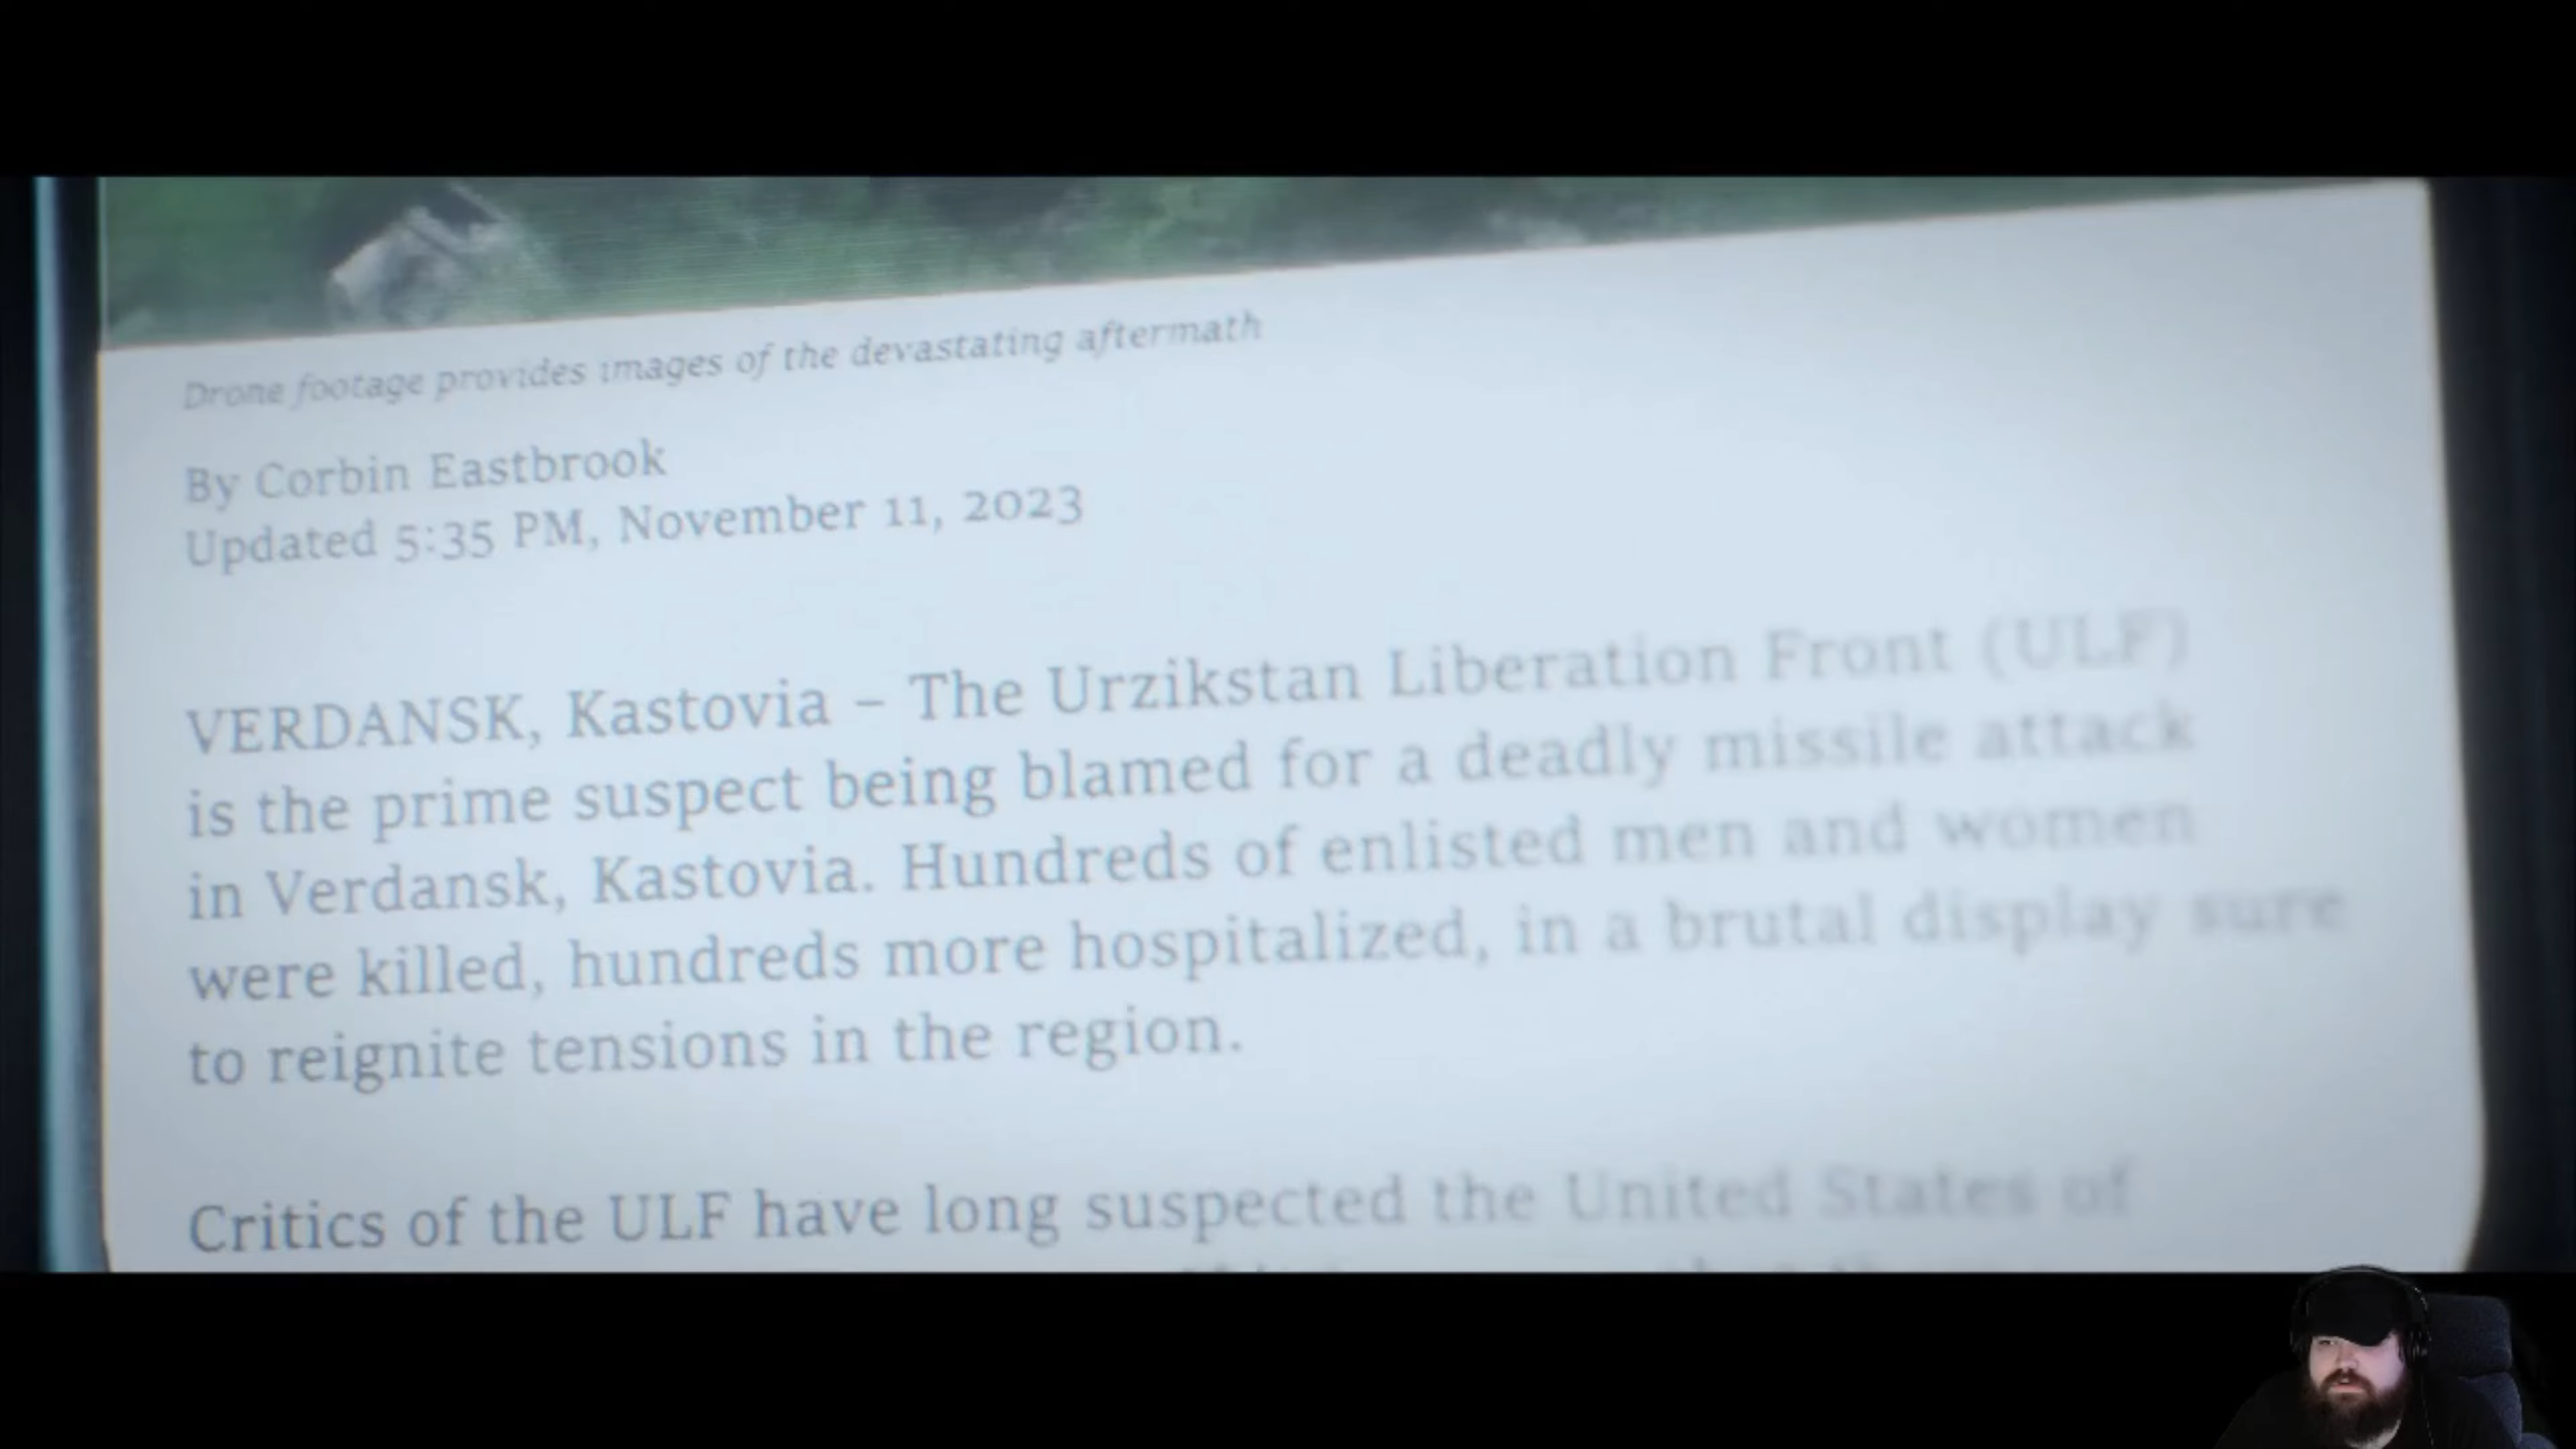 Drone footage provides images of the devastating aftermath
By Corbin Eastbrook
Updated 5:35 PM, November 11, 2023
VERDANSK, Kastovia – The Urzikstan Liberation Front (ULF)
is the prime suspect being blamed for a deadly missile attack
in Verdansk, Kastovia. Hundreds of enlisted men and women
were killed, hundreds more hospitalized, in a brutal display sure
to reignite tensions in the region.
Critics of the ULF have long suspected the United States of